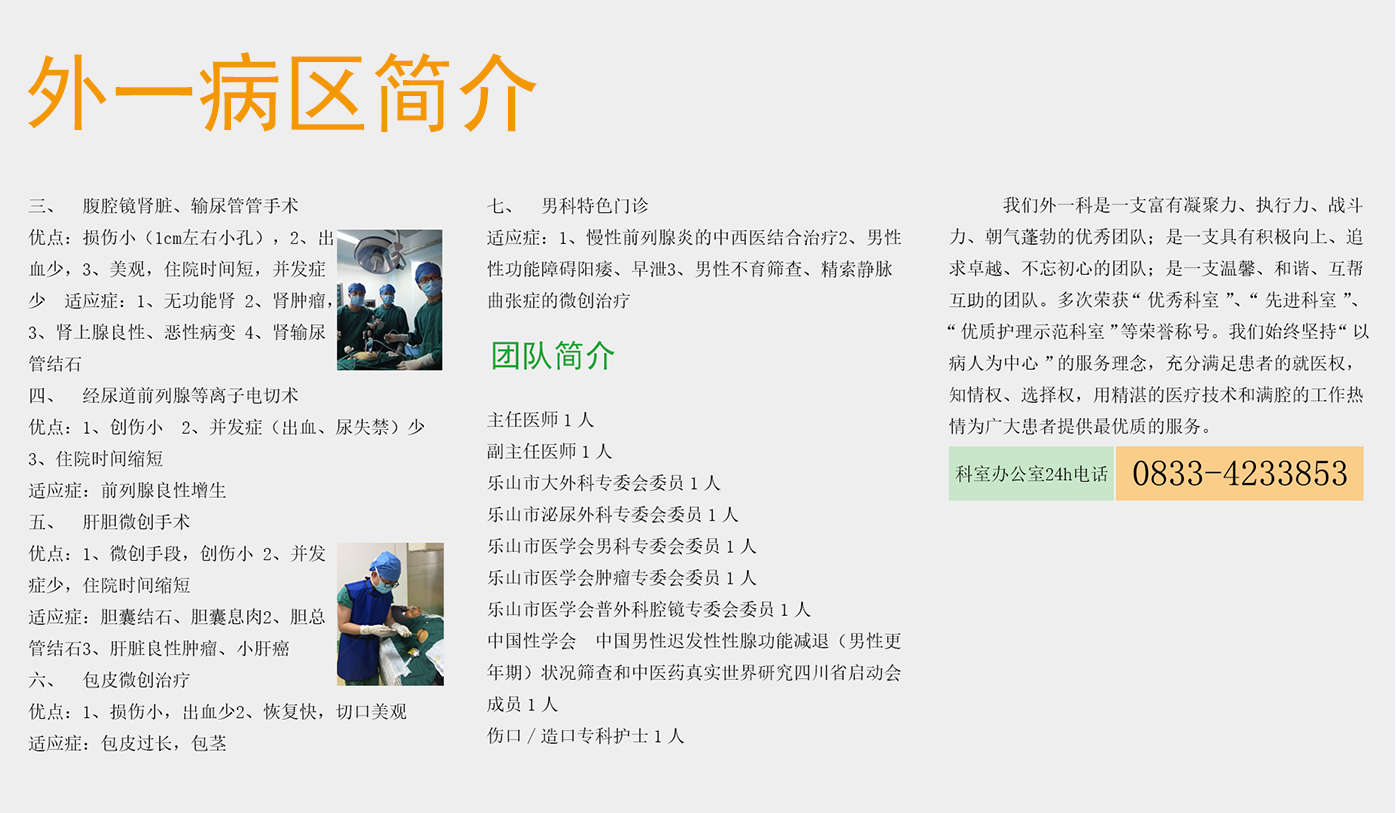 外一病区简介
三、 腹腔镜肾脏、输尿管管手术
优点：损伤小（1cm左右小孔），2、出
血少，3、美观，住院时间短，并发症
少 适应症：1、无功能肾 2、肾肿瘤，
3、肾上腺良性、恶性病变 4、肾输尿
管结石
四、 经尿道前列腺等离子电切术
优点：1、创伤小 2、并发症（出血、尿失禁）少
3、住院时间缩短
适应症：前列腺良性增生
五、 肝胆微创手术
优点：1、微创手段，创伤小 2、并发
症少，住院时间缩短
适应症：胆囊结石、胆囊息肉2、胆总
管结石3、肝脏良性肿瘤、小肝癌
六、 包皮微创治疗
优点：1、损伤小，出血少2、恢复快，切口美观
适应症：包皮过长，包茎
七、 男科特色门诊
适应症：1、慢性前列腺炎的中西医结合治疗2、男性
性功能障碍阳痿、早泄3、男性不育筛查、精索静脉
曲张症的微创治疗
团队简介
主任医师 1 人
副主任医师 1 人
乐山市大外科专委会委员 1 人
乐山市泌尿外科专委会委员 1 人
乐山市医学会男科专委会委员 1 人
乐山市医学会肿瘤专委会委员 1 人
乐山市医学会普外科腔镜专委会委员 1 人
中国性学会 中国男性迟发性性腺功能减退（男性更
年期）状况筛查和中医药真实世界研究四川省启动会
成员 1 人
伤口 / 造口专科护士 1 人
我们外一科是一支富有凝聚力、执行力、战斗
力、朝气蓬勃的优秀团队；是一支具有积极向上、追
求卓越、不忘初心的团队；是一支温馨、和谐、互帮
互助的团队。多次荣获“ 优秀科室 ”、“ 先进科室 ”、
“ 优质护理示范科室 ”等荣誉称号。我们始终坚持“ 以
病人为中心 ”的服务理念，充分满足患者的就医权，
知情权、选择权，用精湛的医疗技术和满腔的工作热
情为广大患者提供最优质的服务。
科室办公室24h电话 0833-4233853